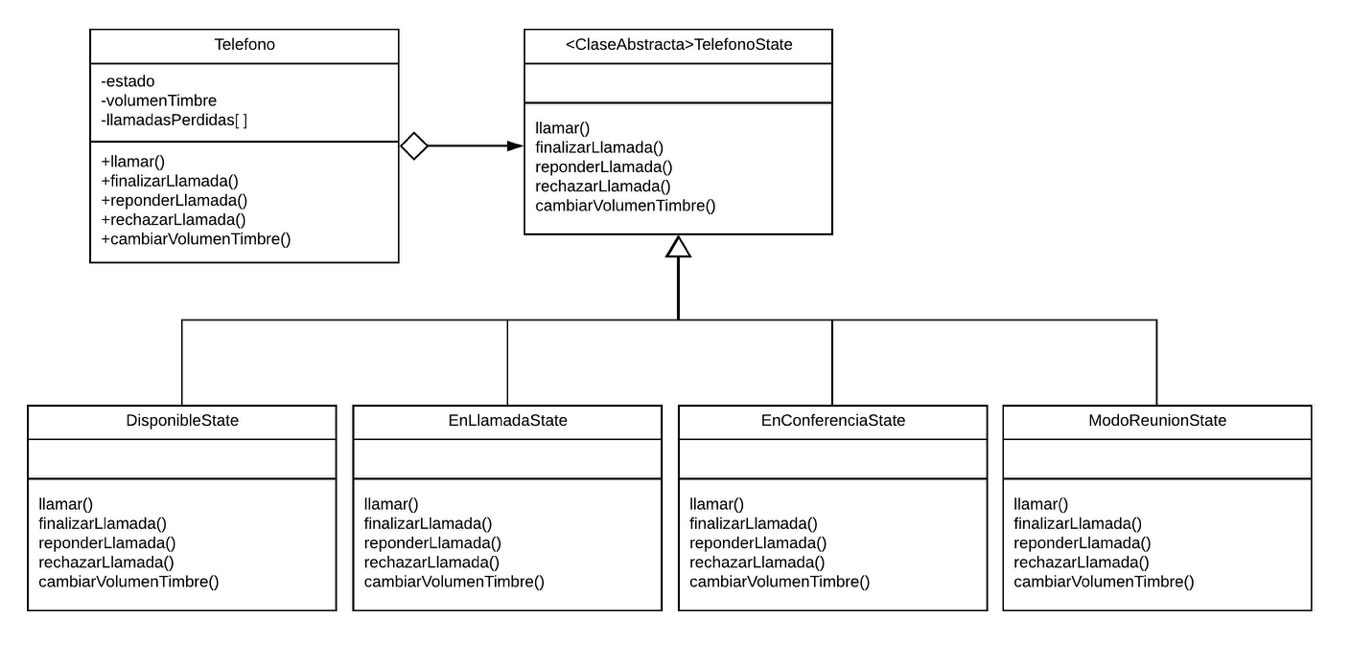 Telefono
-estado
-volumenTimbre
-llamadasPerdidas[ ]
+llamar()
+finalizarLlamada()
+reponderLlamada()
+rechazarLlamada()
+cambiarVolumenTimbre()
<ClaseAbstracta>TelefonoState
llamar()
finalizarLlamada()
reponderLlamada()
rechazarLlamada()
cambiarVolumenTimbre()
DisponibleState
llamar()
finalizarLlamada()
reponderLlamada()
rechazarLlamada()
cambiarVolumenTimbre()
EnLlamadaState
llamar()
finalizarLlamada()
reponderLlamada()
rechazarLlamada()
cambiarVolumenTimbre()
EnConferenciaState
llamar()
finalizarLlamada()
reponderLlamada()
rechazarLlamada()
cambiarVolumenTimbre()
ModoReunionState
llamar()
finalizarLlamada()
reponderLlamada()
rechazarLlamada()
cambiarVolumenTimbre()